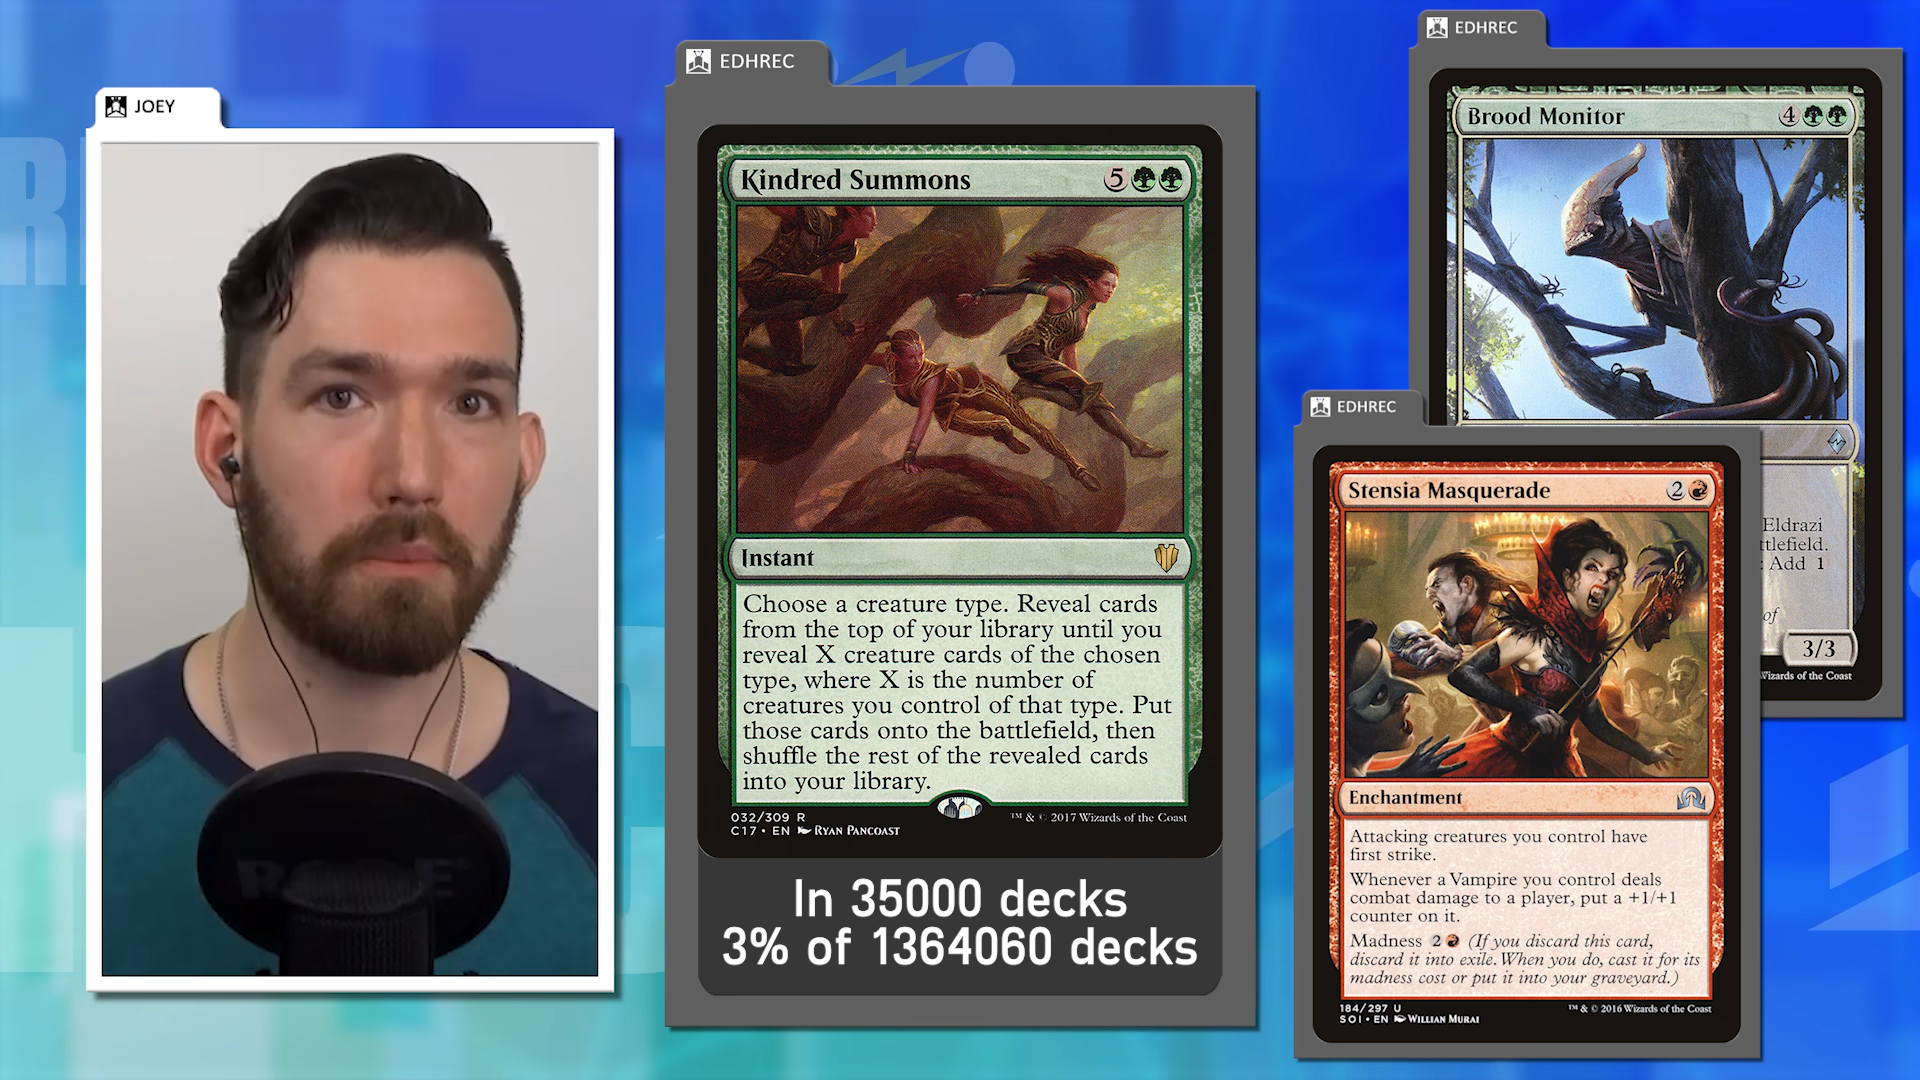 JOEY
EDHREC
Kindred Summons 5
Instant
Choose a creature type. Reveal cards
from the top of your library until you
reveal X creature cards of the chosen
type, where X is the number of
creatures you control of that type. Put
those cards onto the battlefield, then
shuffle the rest of the revealed cards
into your library.
032/309 R
C17 • EN RYAN PANCOAST
™ & © 2017 Wizards of the Coast
In 35000 decks
3% of 1364060 decks
EDHREC
Brood Monitor 4
Eldrazi
ttlefield.
: Add 1
of
3/3
Wizards of the Coast
EDHREC
Stensia Masquerade 2
Enchantment
Attacking creatures you control have
first strike.
Whenever a Vampire you control deals
combat damage to a player, put a +1/+1
counter on it.
Madness 2 (If you discard this card,
discard it into exile. When you do, cast it for its
madness cost or put it into your graveyard.)
184/297 U
SOI • EN WILLIAN MURAI
™ & © 2016 Wizards of the Coast